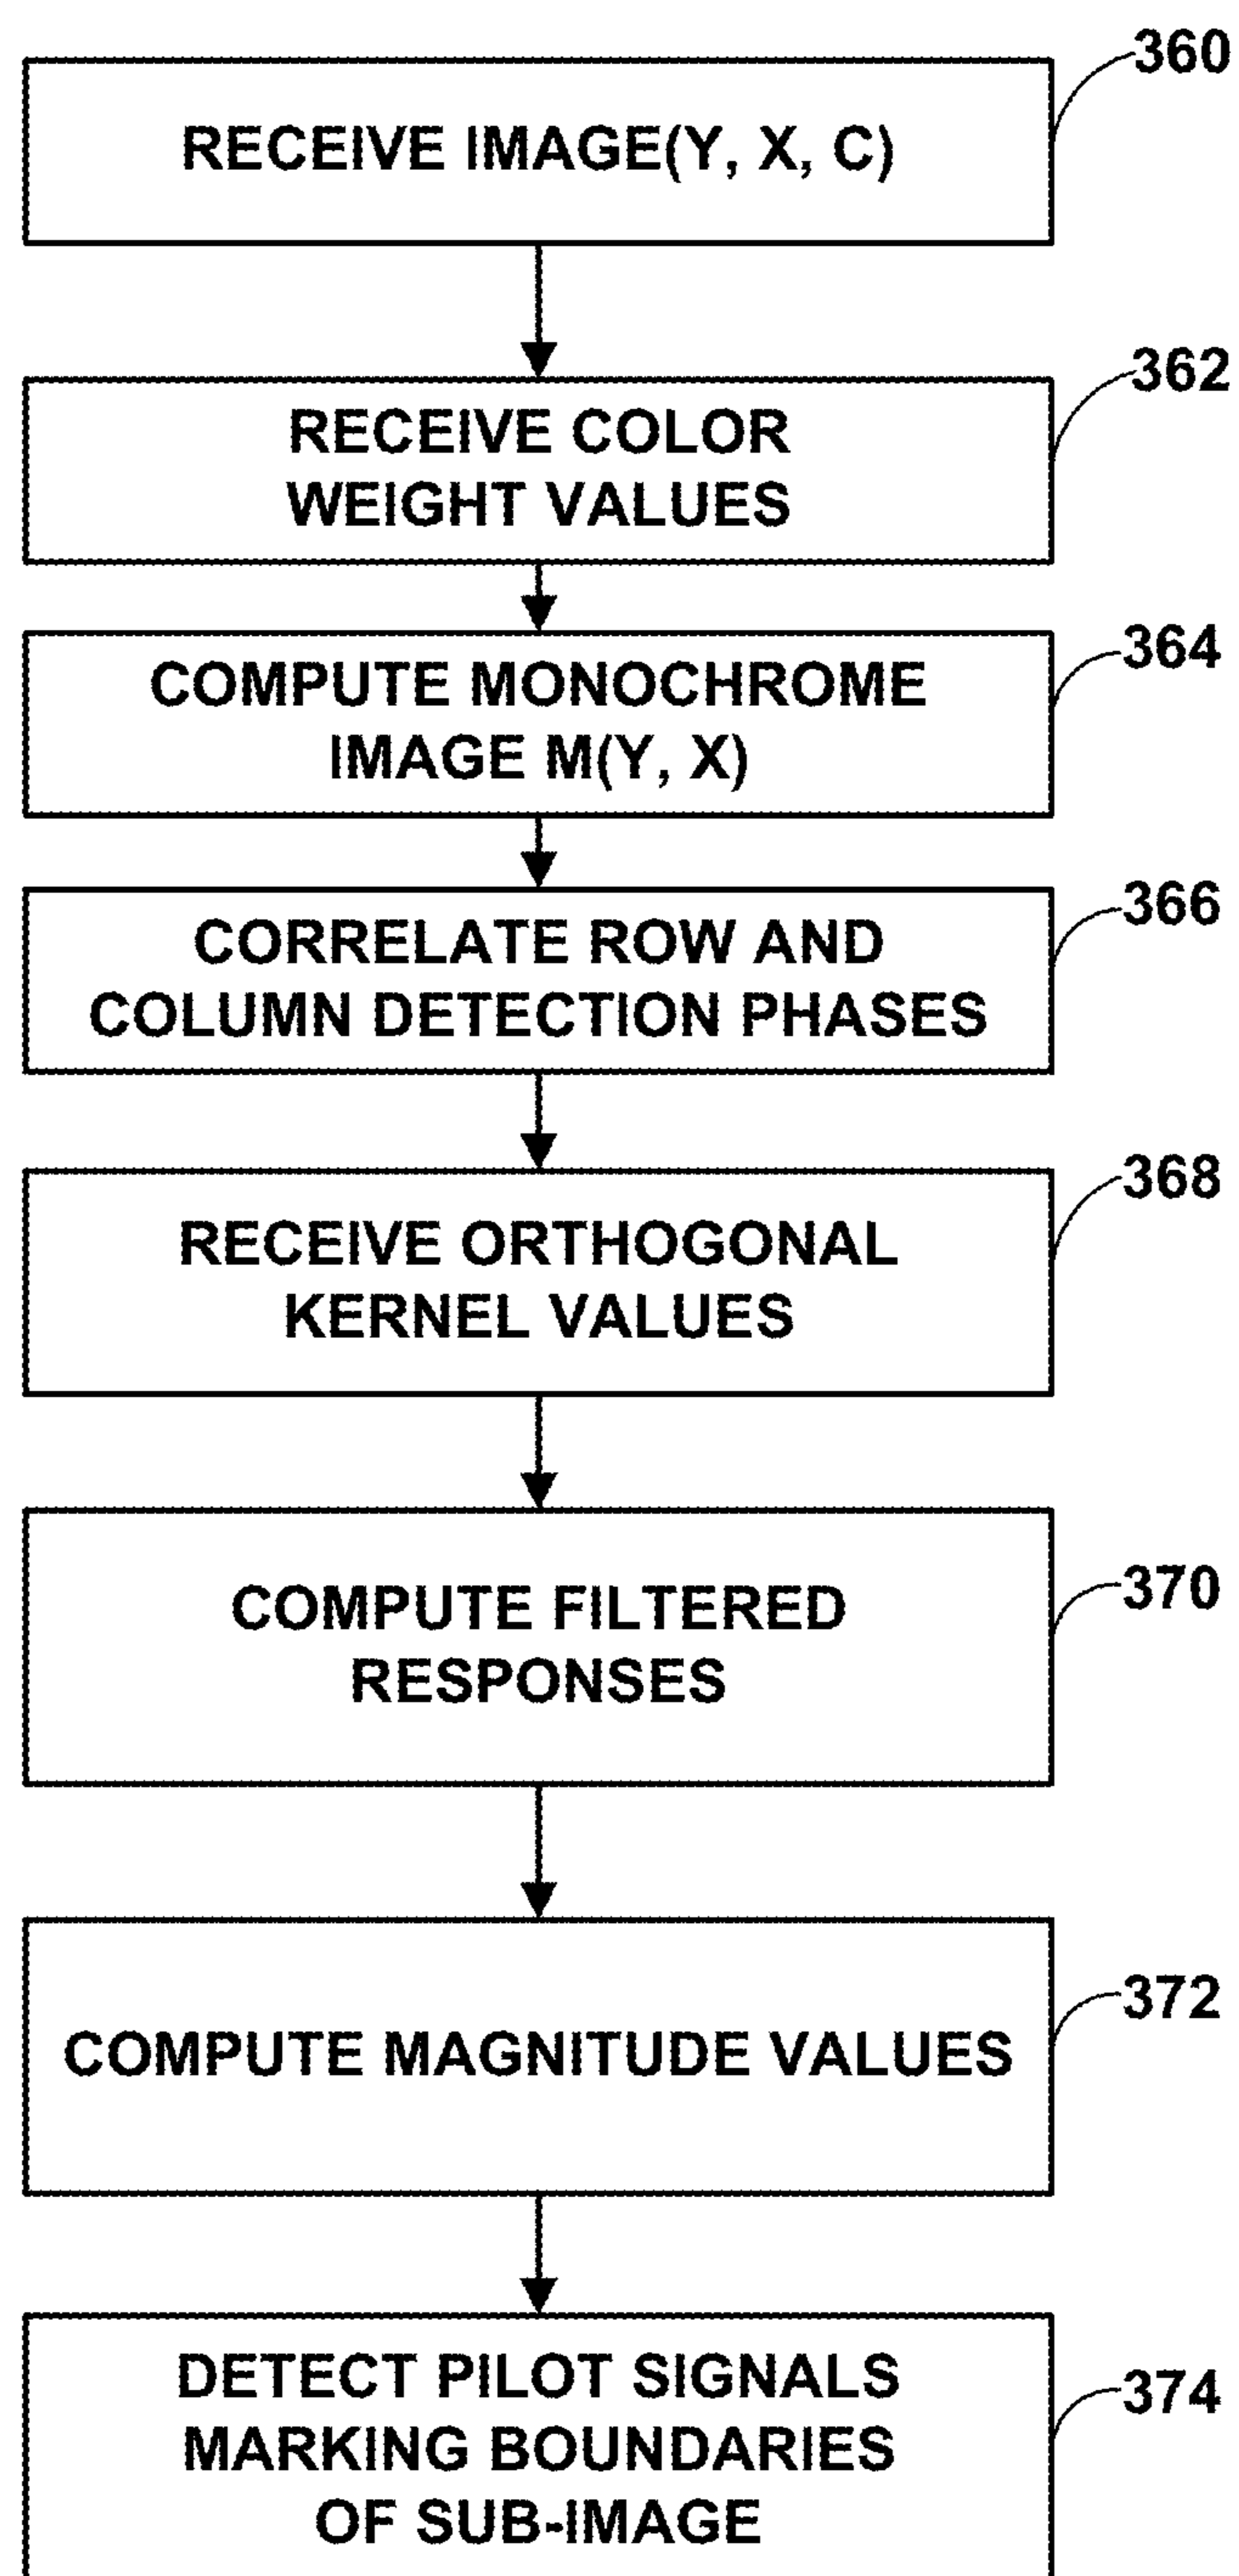 360
RECEIVE IMAGE(Y, X, C)
362
RECEIVE COLOR
WEIGHT VALUES
364
COMPUTE MONOCHROME
IMAGE M(Y, X)
366
CORRELATE ROW AND
COLUMN DETECTION PHASES
368
RECEIVE ORTHOGONAL
KERNEL VALUES
370
COMPUTE FILTERED
RESPONSES
372
COMPUTE MAGNITUDE VALUES
374
DETECT PILOT SIGNALS
MARKING BOUNDARIES
OF SUB-IMAGE